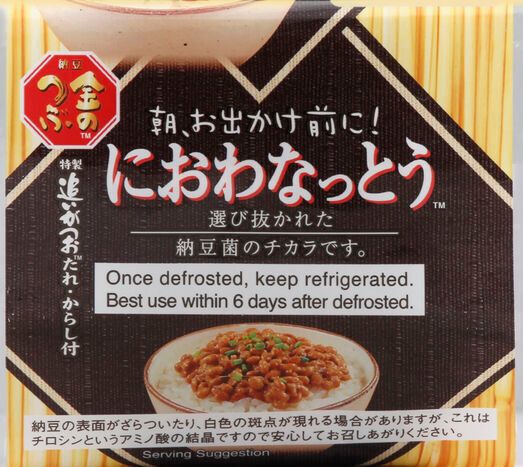 納豆
金の
つぶ™
朝、お出かけ前に!
におわなっとう™
選び抜かれた
納豆菌のチカラです。
特製
追いがつおたれ・からし付
Once defrosted, keep refrigerated.
Best use within 6 days after defrosted.
納豆の表面がざらついたり、白色の斑点が現れる場合がありますが、これは
チロシンというアミノ酸の結晶ですので安心してお召しあがりください。
Serving Suggestion